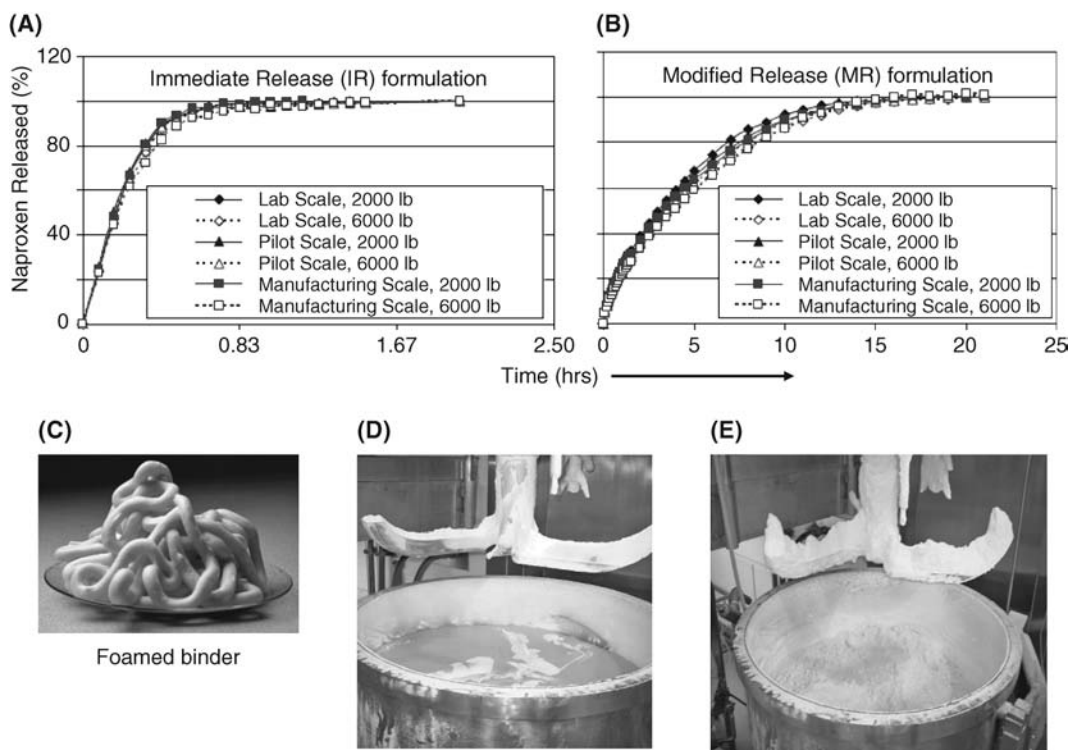 (A)
(B)
Naproxen Released (%)
120
80
40
0
Immediate Release (IR) formulation
Lab Scale, 2000 lb
Lab Scale, 6000 lb
Pilot Scale, 2000 lb
Pilot Scale, 6000 lb
Manufacturing Scale, 2000 lb
Manufacturing Scale, 6000 lb
0 0.83 1.67 2.50
Modified Release (MR) formulation
Lab Scale, 2000 lb
Lab Scale, 6000 lb
Pilot Scale, 2000 lb
Pilot Scale, 6000 lb
Manufacturing Scale, 2000 lb
Manufacturing Scale, 6000 lb
0 5 10 15 20 25
Time (hrs)
(C)
(D)
(E)
Foamed binder